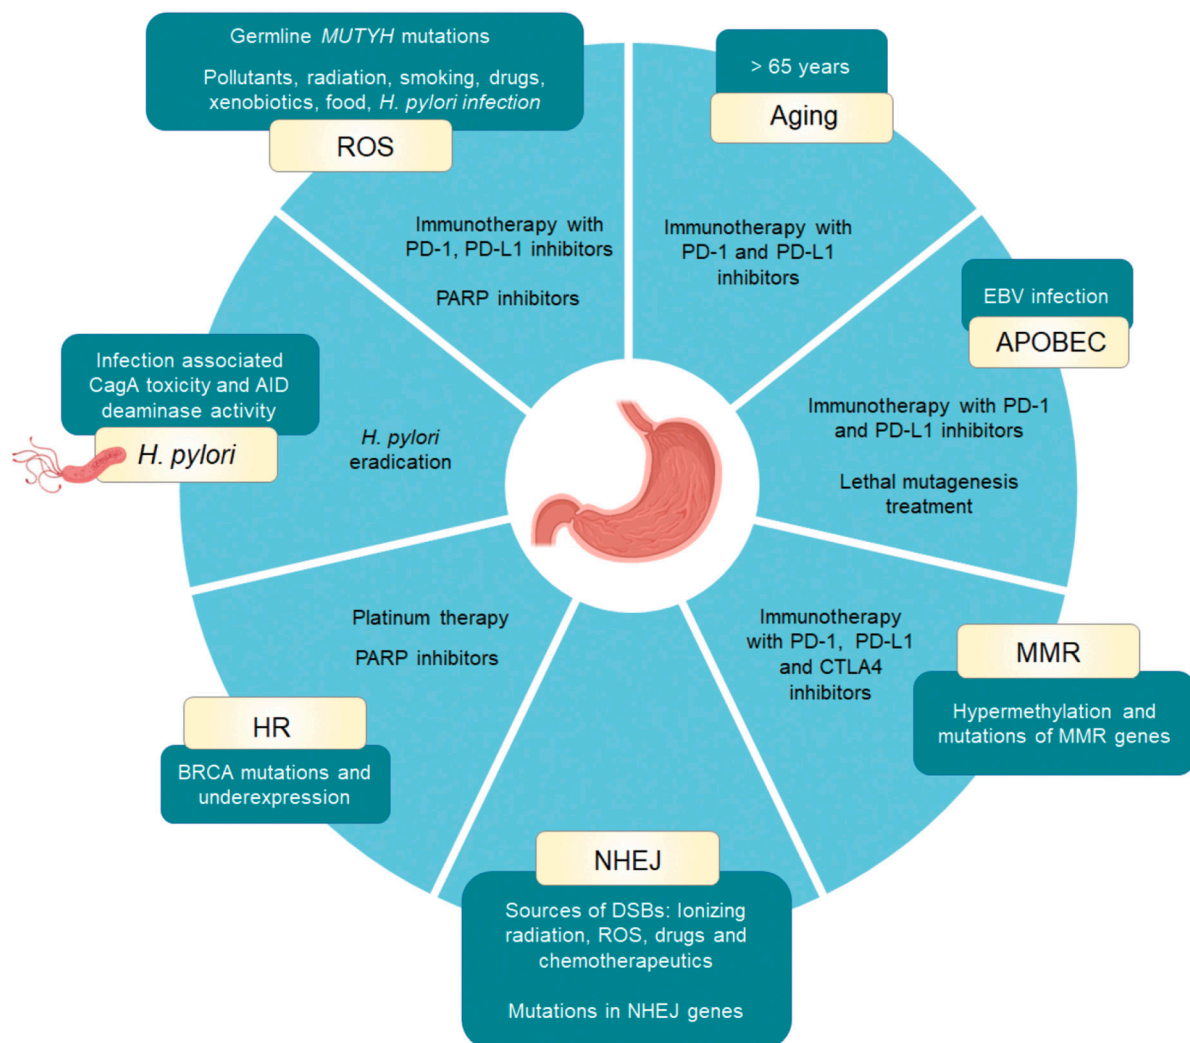 Germline MUTYH mutations
Pollutants, radiation, smoking, drugs,
xenobiotics, food, H. pylori infection
ROS
Immunotherapy with
PD-1, PD-L1 inhibitors
PARP inhibitors
> 65 years
Aging
Immunotherapy with
PD-1 and PD-L1
inhibitors
EBV infection
APOBEC
Immunotherapy with PD-1
and PD-L1 inhibitors
Lethal mutagenesis
treatment
MMR
Hypermethylation and
mutations of MMR genes
Immunotherapy
with PD-1, PD-L1
and CTLA4
inhibitors
NHEJ
Sources of DSBs: Ionizing
radiation, ROS, drugs and
chemotherapeutics
Mutations in NHEJ genes
HR
BRCA mutations and
underexpression
Platinum therapy
PARP inhibitors
Infection associated
CagA toxicity and AID
deaminase activity
H. pylori
H. pylori
eradication